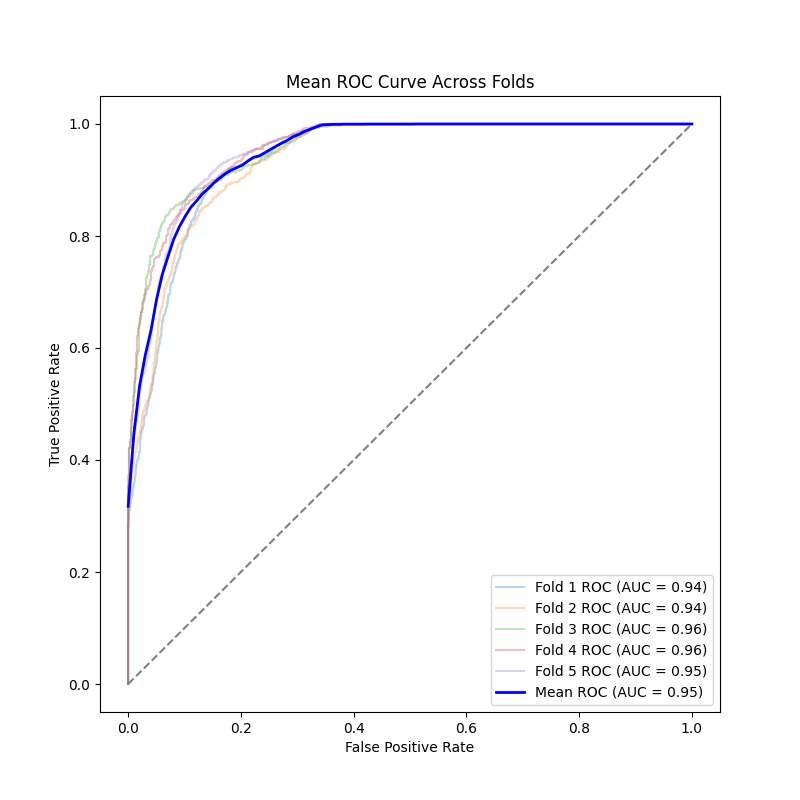 Mean ROC Curve Across Folds
True Positive Rate
1.0
0.8
0.6
0.4
0.2
0.0
Fold 1 ROC (AUC = 0.94)
Fold 2 ROC (AUC = 0.94)
Fold 3 ROC (AUC = 0.96)
Fold 4 ROC (AUC = 0.96)
Fold 5 ROC (AUC = 0.95)
Mean ROC (AUC = 0.95)
0.0 0.2 0.4 0.6 0.8 1.0
False Positive Rate